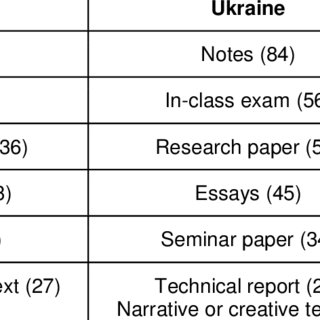 Ukraine
Notes (84)
In-class exam (56
36) Research paper (5
3) Essays (45)
) Seminar paper (34
ext (27) Technical report (2
Narrative or creative te